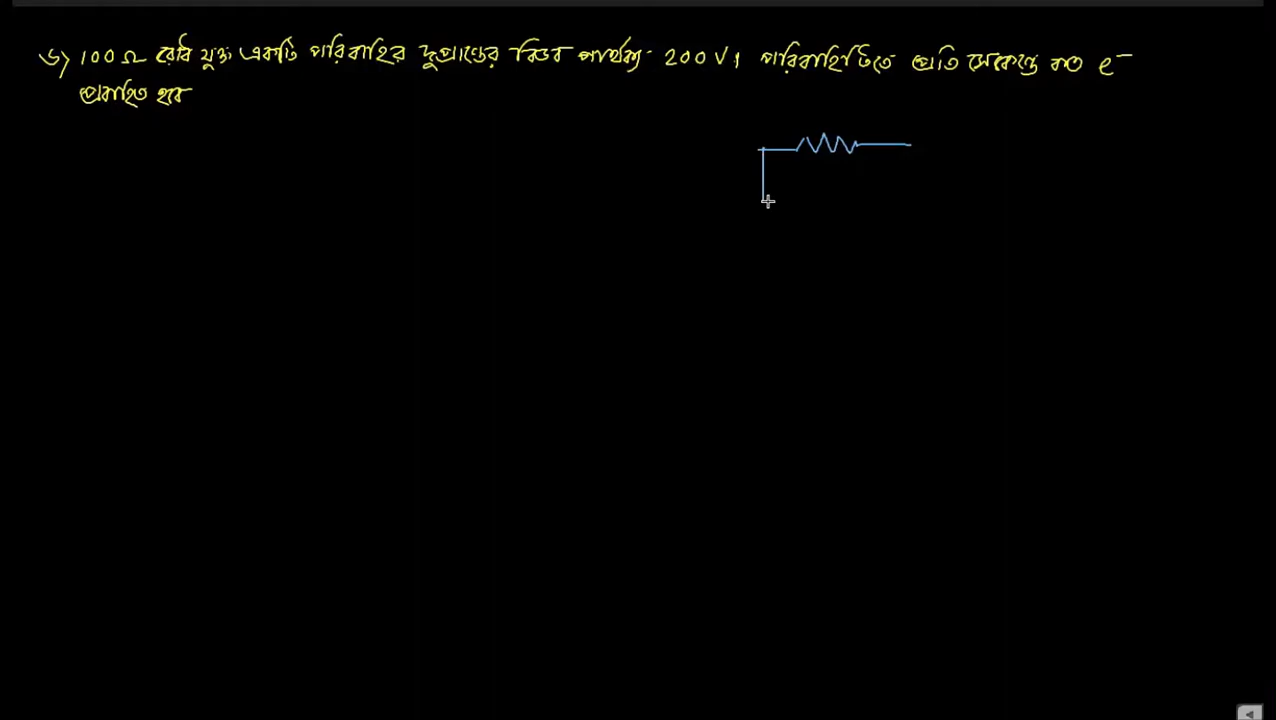 ৬) 100 Ω রোধ যুক্ত একটি পরিবাহির দুপ্রান্তের বিভব পার্থক্য 200 V। পরিবাহিটিতে প্রতি সেকেন্ডে কত e⁻
প্রবাহিত হবে